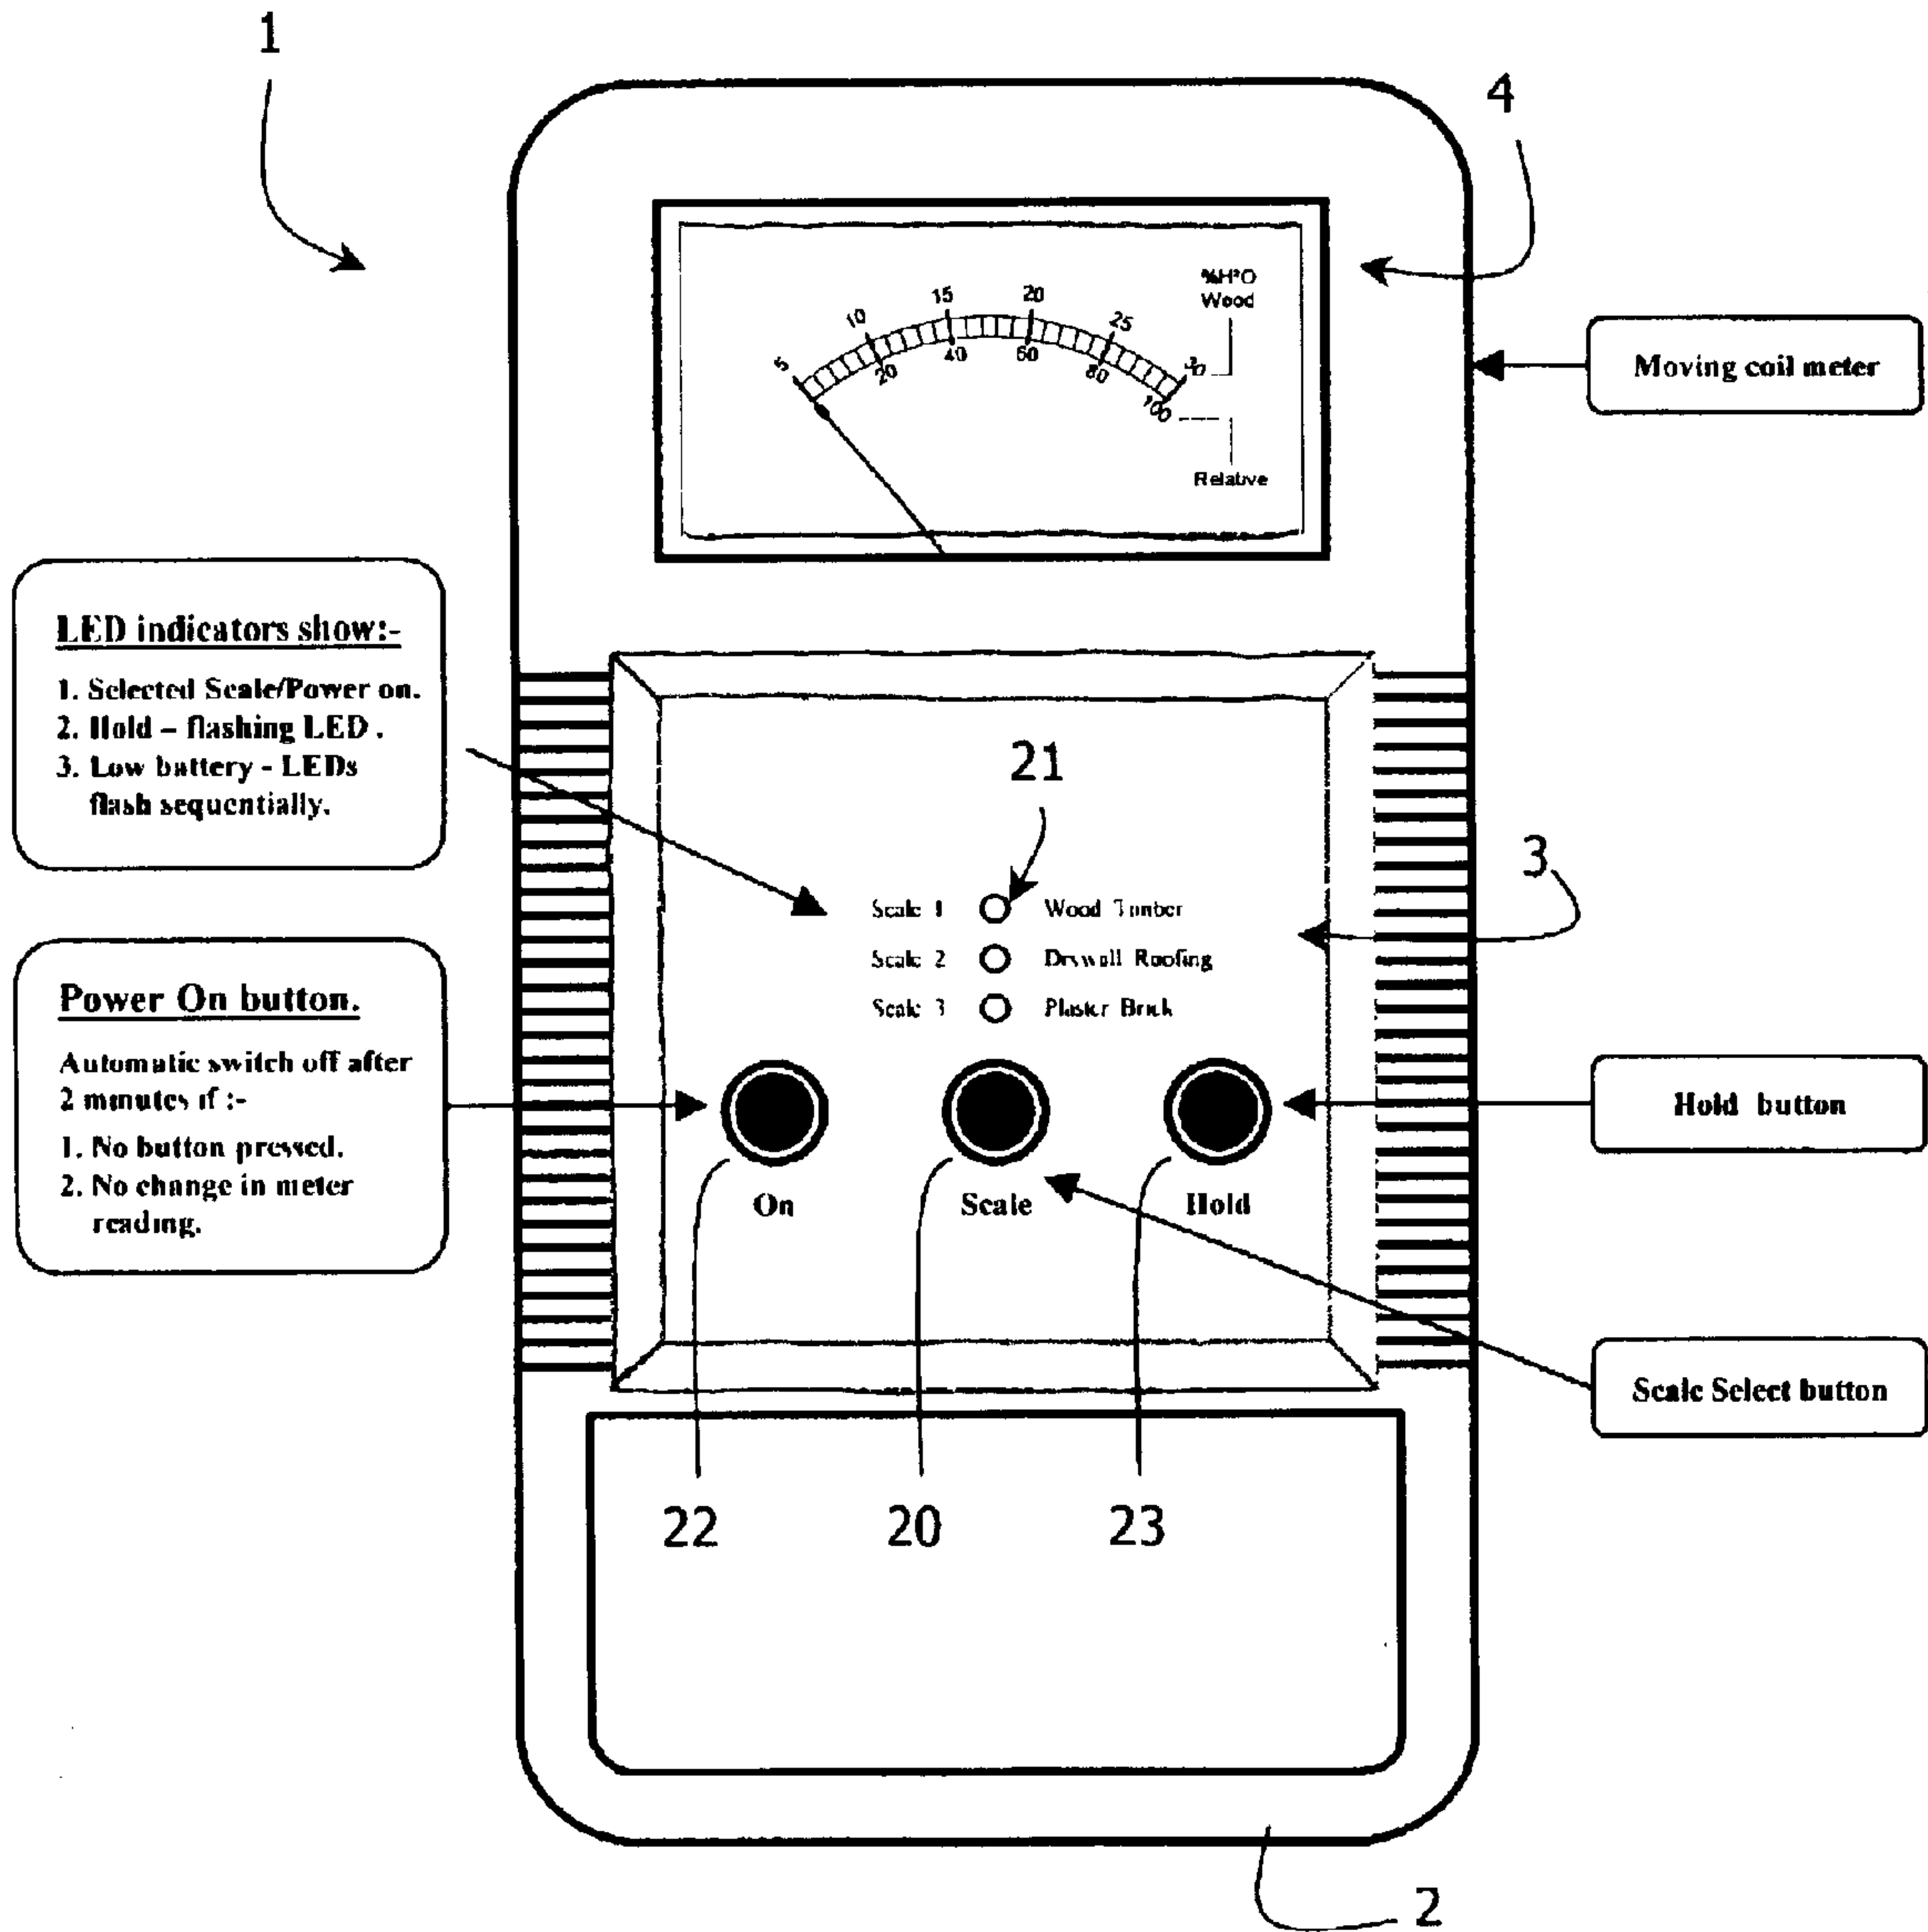 1
4
%H²O
Wood
5 10 15 20 25 30
20 40 60 80 100
Relative
Moving coil meter
LED indicators show:-
1. Selected Scale/Power on.
2. Hold – flashing LED .
3. Low battery - LEDs
flash sequentially.
21
3
Scale 1 Wood Timber
Scale 2 Drywall Roofing
Scale 3 Plaster Brick
Power On button.
Automatic switch off after
2 minutes if :-
1. No button pressed.
2. No change in meter
reading.
Hold button
On Scale Hold
Scale Select button
22 20 23
2